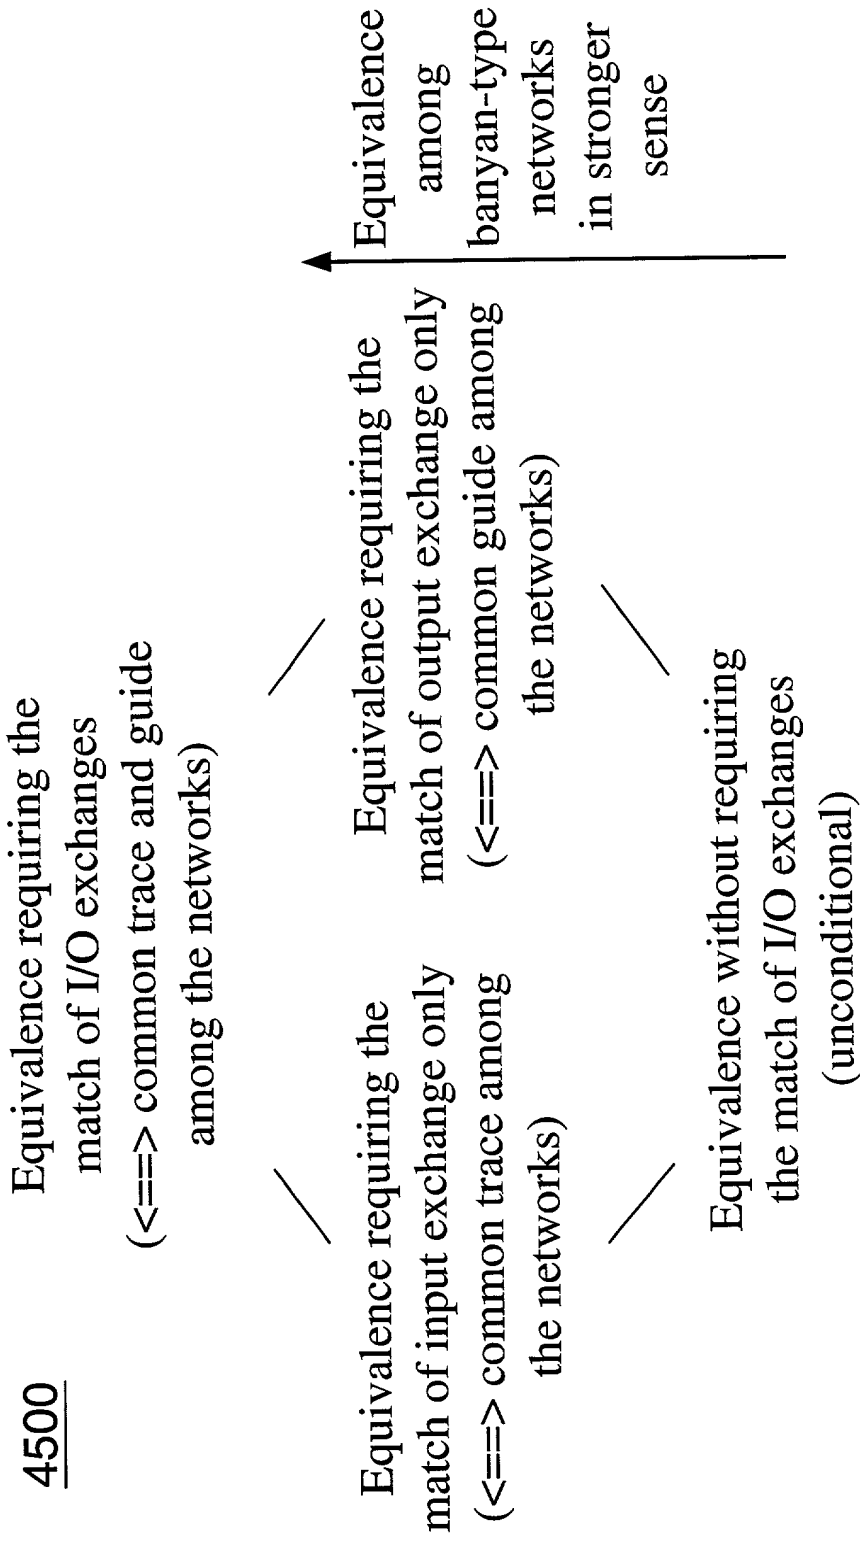 4500
Equivalence requiring the
match of I/O exchanges
(<==> common trace and guide
among the networks)
Equivalence requiring the
match of input exchange only
(<==> common trace among
the networks)
Equivalence requiring the
match of output exchange only
(<==> common guide among
the networks)
Equivalence without requiring
the match of I/O exchanges
(unconditional)
Equivalence
among
banyan-type
networks
in stronger
sense